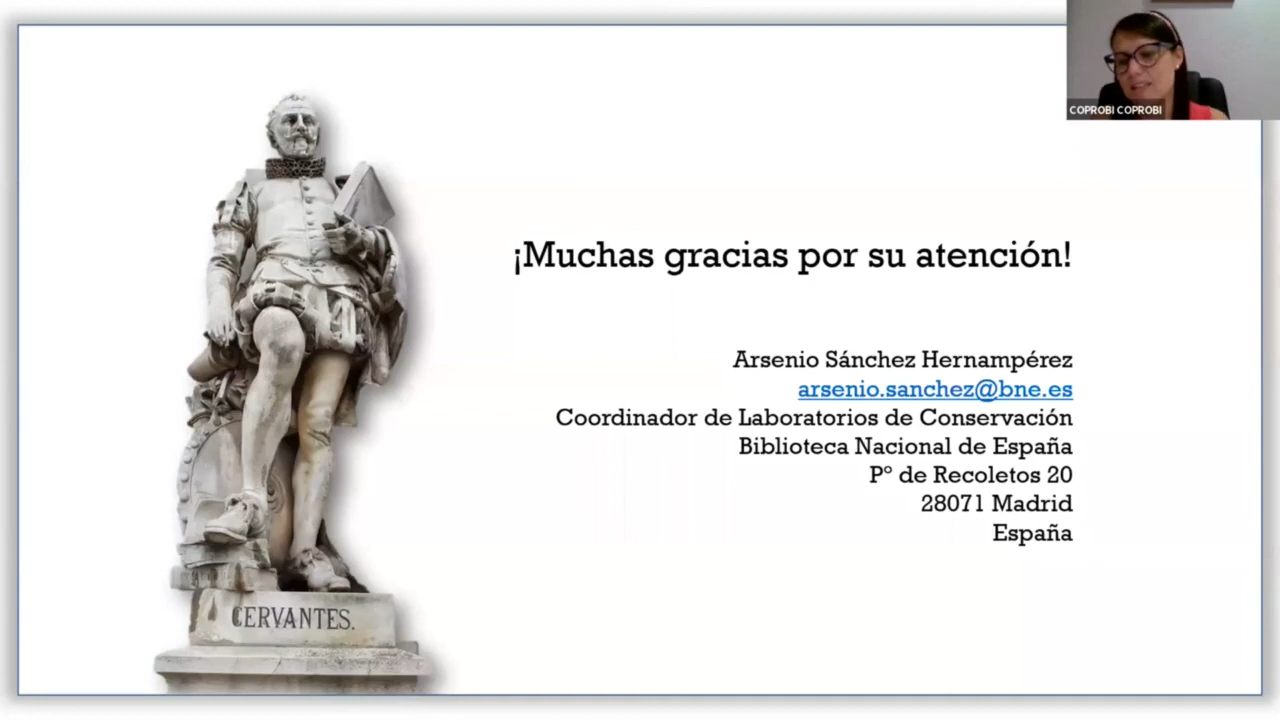 COPROBI COPROBI
¡Muchas gracias por su atención!
Arsenio Sánchez Hernampérez
arsenio.sanchez@bne.es
Coordinador de Laboratorios de Conservación
Biblioteca Nacional de España
Pº de Recoletos 20
28071 Madrid
España
CERVANTES.